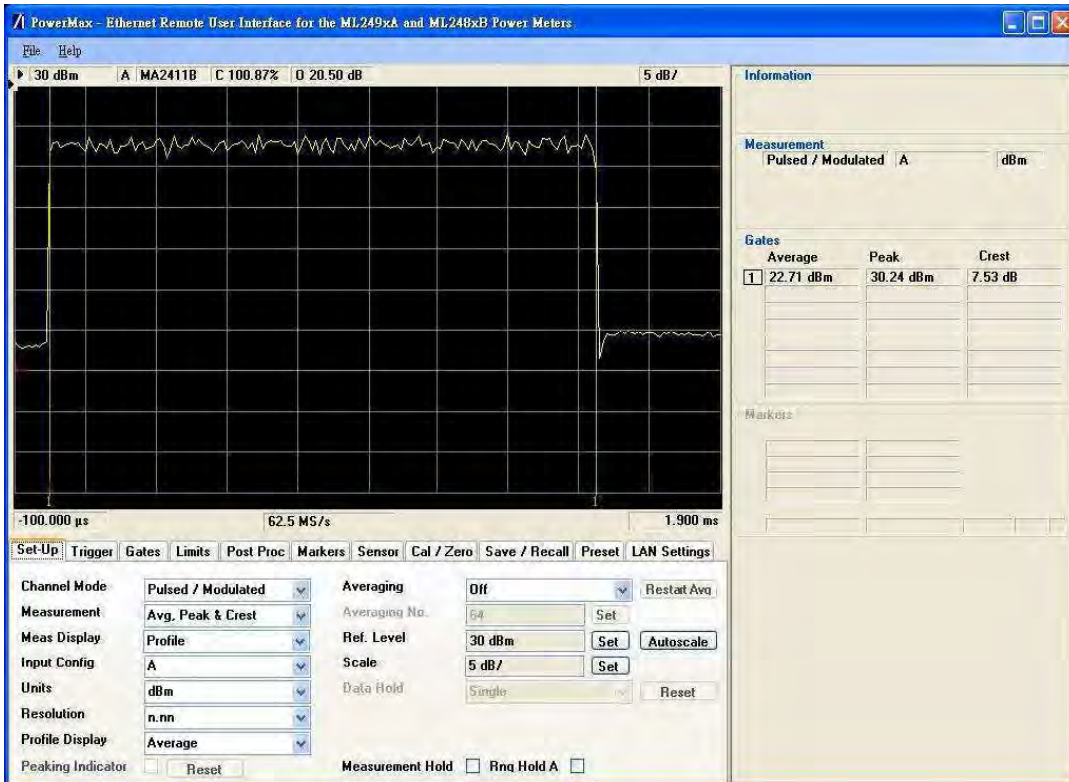 PowerMax - Ethernet Remote User Interface for the ML249xA and ML248xB Power Meters
File Help
30 dBm A MA2411B C 100.87% O 20.50 dB 5 dB/
Information
Measurement
Pulsed / Modulated A dBm
Gates
Average Peak Crest
1 22.71 dBm 30.24 dBm 7.53 dB
Markers
1 1'
-100.000 µs 62.5 MS/s 1.900 ms
Set-Up Trigger Gates Limits Post Proc Markers Sensor Cal / Zero Save / Recall Preset LAN Settings
Channel Mode Pulsed / Modulated Averaging Off Restart Avg
Measurement Avg, Peak & Crest Averaging No. 64 Set
Meas Display Profile Ref. Level 30 dBm Set Autoscale
Input Config A Scale 5 dB/ Set
Units dBm Data Hold Single Reset
Resolution n.nn
Profile Display Average
Peaking Indicator Reset Measurement Hold Rng Hold A